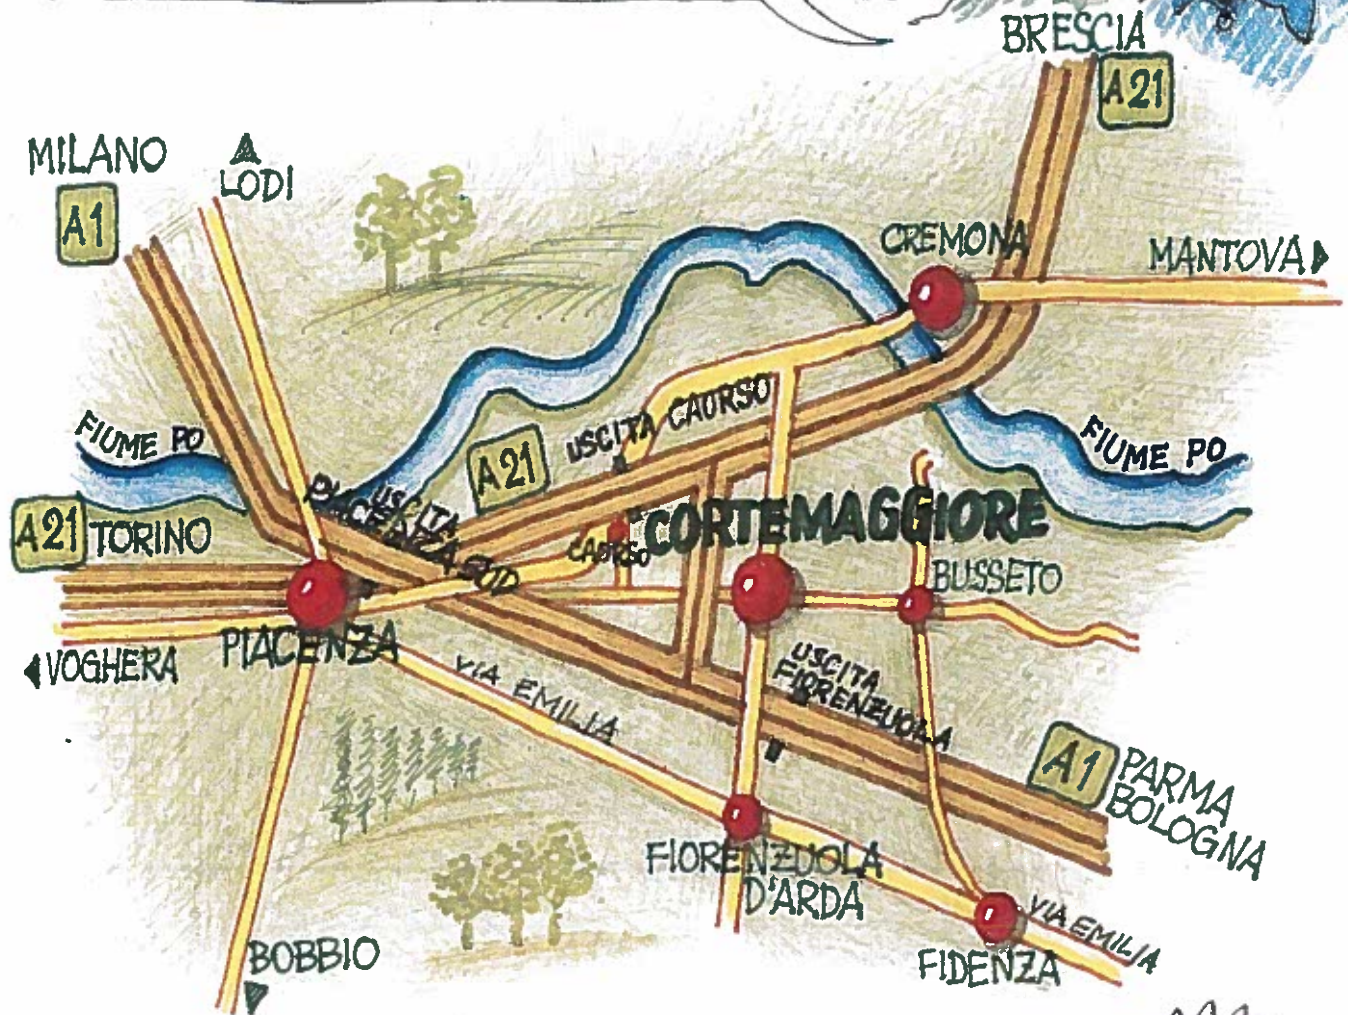 BRESCIA
A21
MILANO
A1
LODI
CREMONA
MANTOVA
FIUME PO
A21
USCITA CAORSO
FIUME PO
A21 TORINO
USCITA
PIACENZA SUD
CORTEMAGGIORE
CAORSO
BUSSETO
VOGHERA
PIACENZA
VIA EMILIA
USCITA
FIORENZUOLA
A1
PARMA
BOLOGNA
FIORENZUOLA
D'ARDA
VIA EMILIA
BOBBIO
FIDENZA